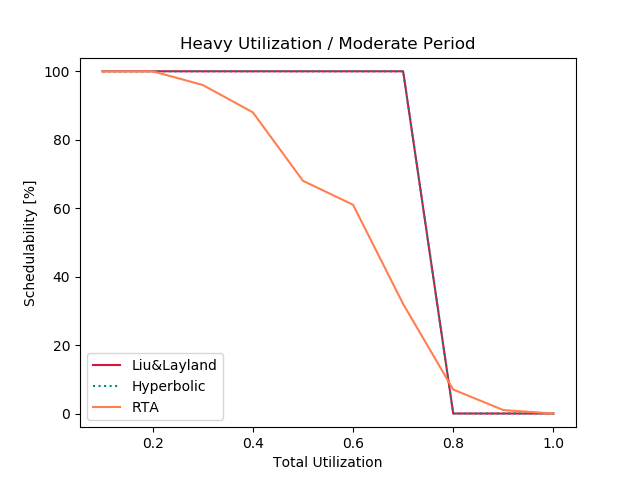 Heavy Utilization / Moderate Period
100
80
60
40
20
0
Schedulability [%]
Liu&Layland
Hyperbolic
RTA
0.2 0.4 0.6 0.8 1.0
Total Utilization